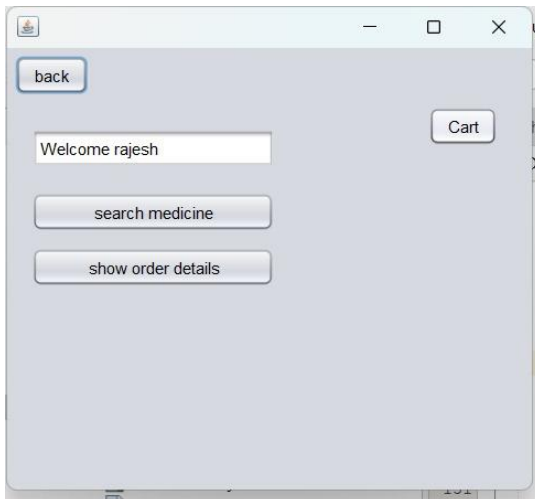 back
Cart
Welcome rajesh
search medicine
show order details